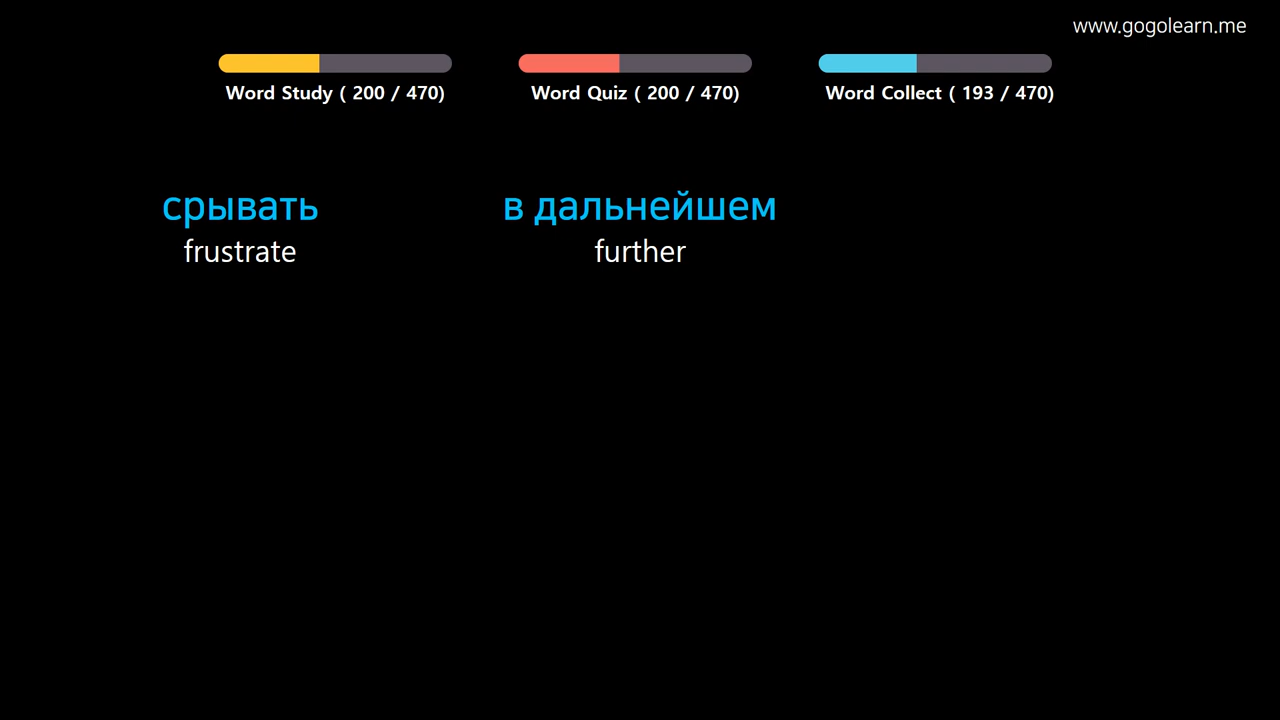 www.gogolearn.me
Word Study ( 200 / 470)
Word Quiz ( 200 / 470)
Word Collect ( 193 / 470)
срывать
frustrate
в дальнейшем
further